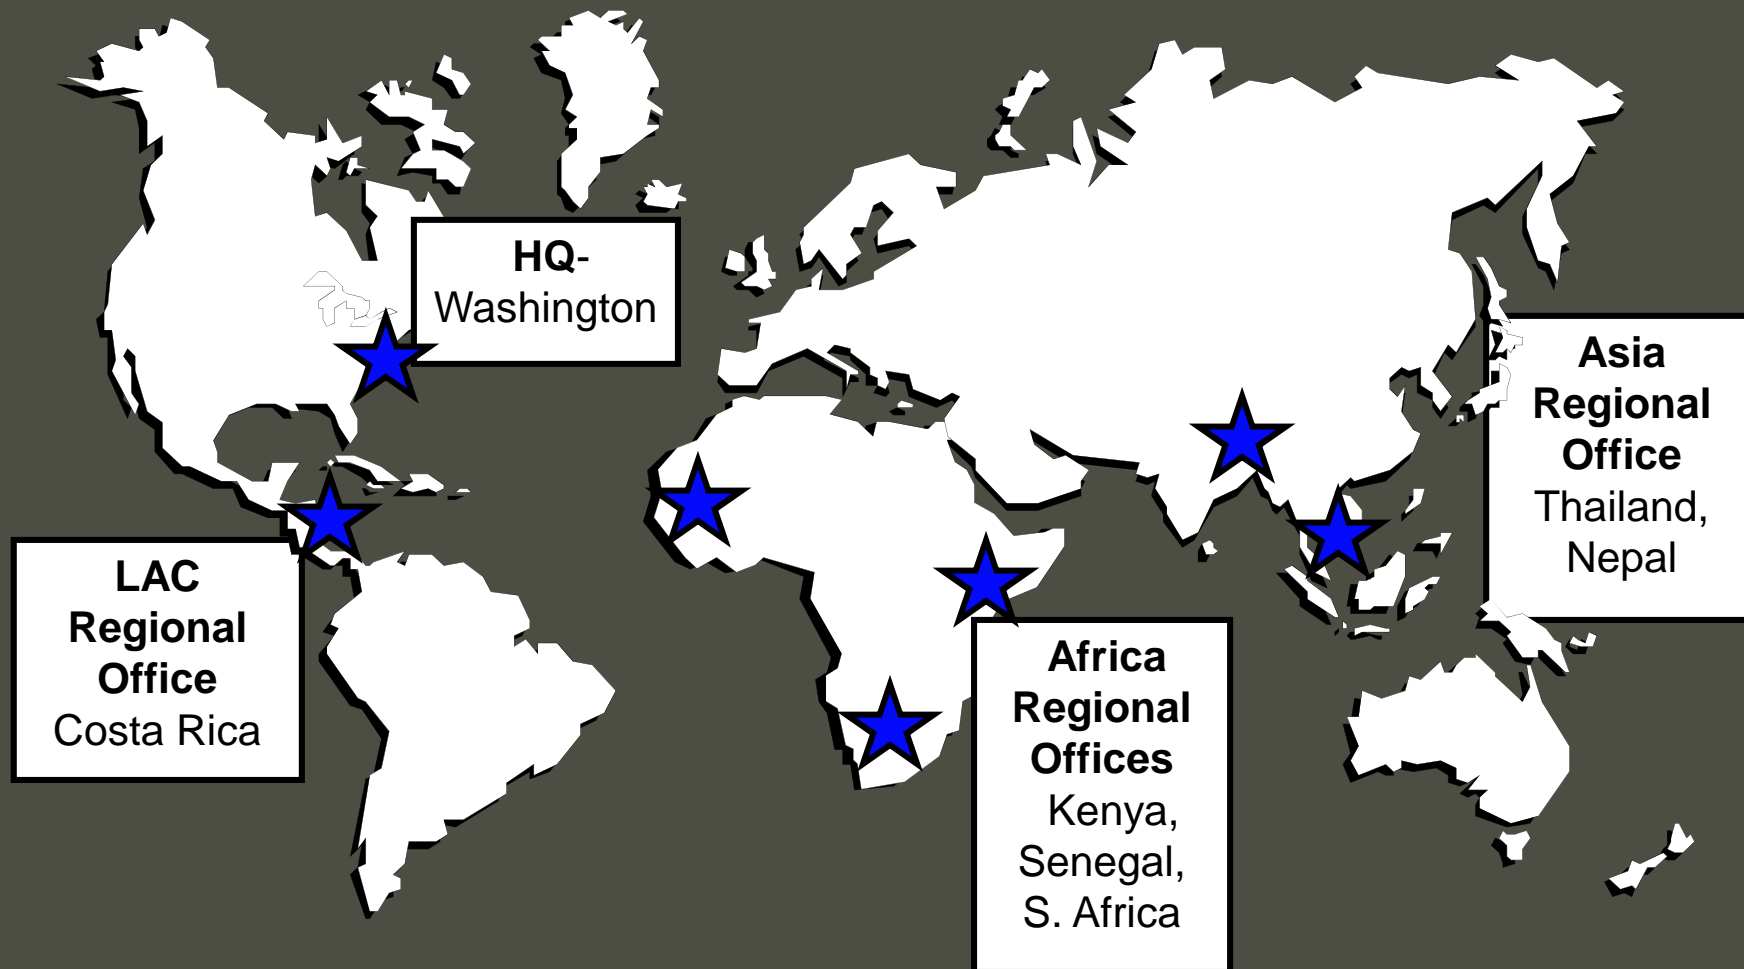 HQ-
Washington
Asia
Regional
Office
Thailand,
Nepal
LAC
Regional
Office
Costa Rica
Africa
Regional
Offices
Kenya,
Senegal,
S. Africa